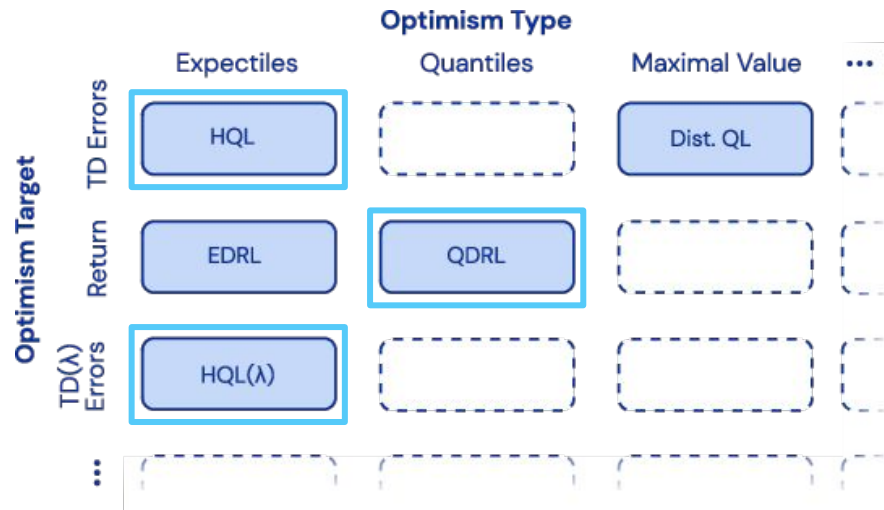 Optimism Type
Expectiles Quantiles Maximal Value •••
Optimism Target
TD Errors
HQL Dist. QL
Return
EDRL QDRL
TD(λ)
Errors
HQL(λ)
•••